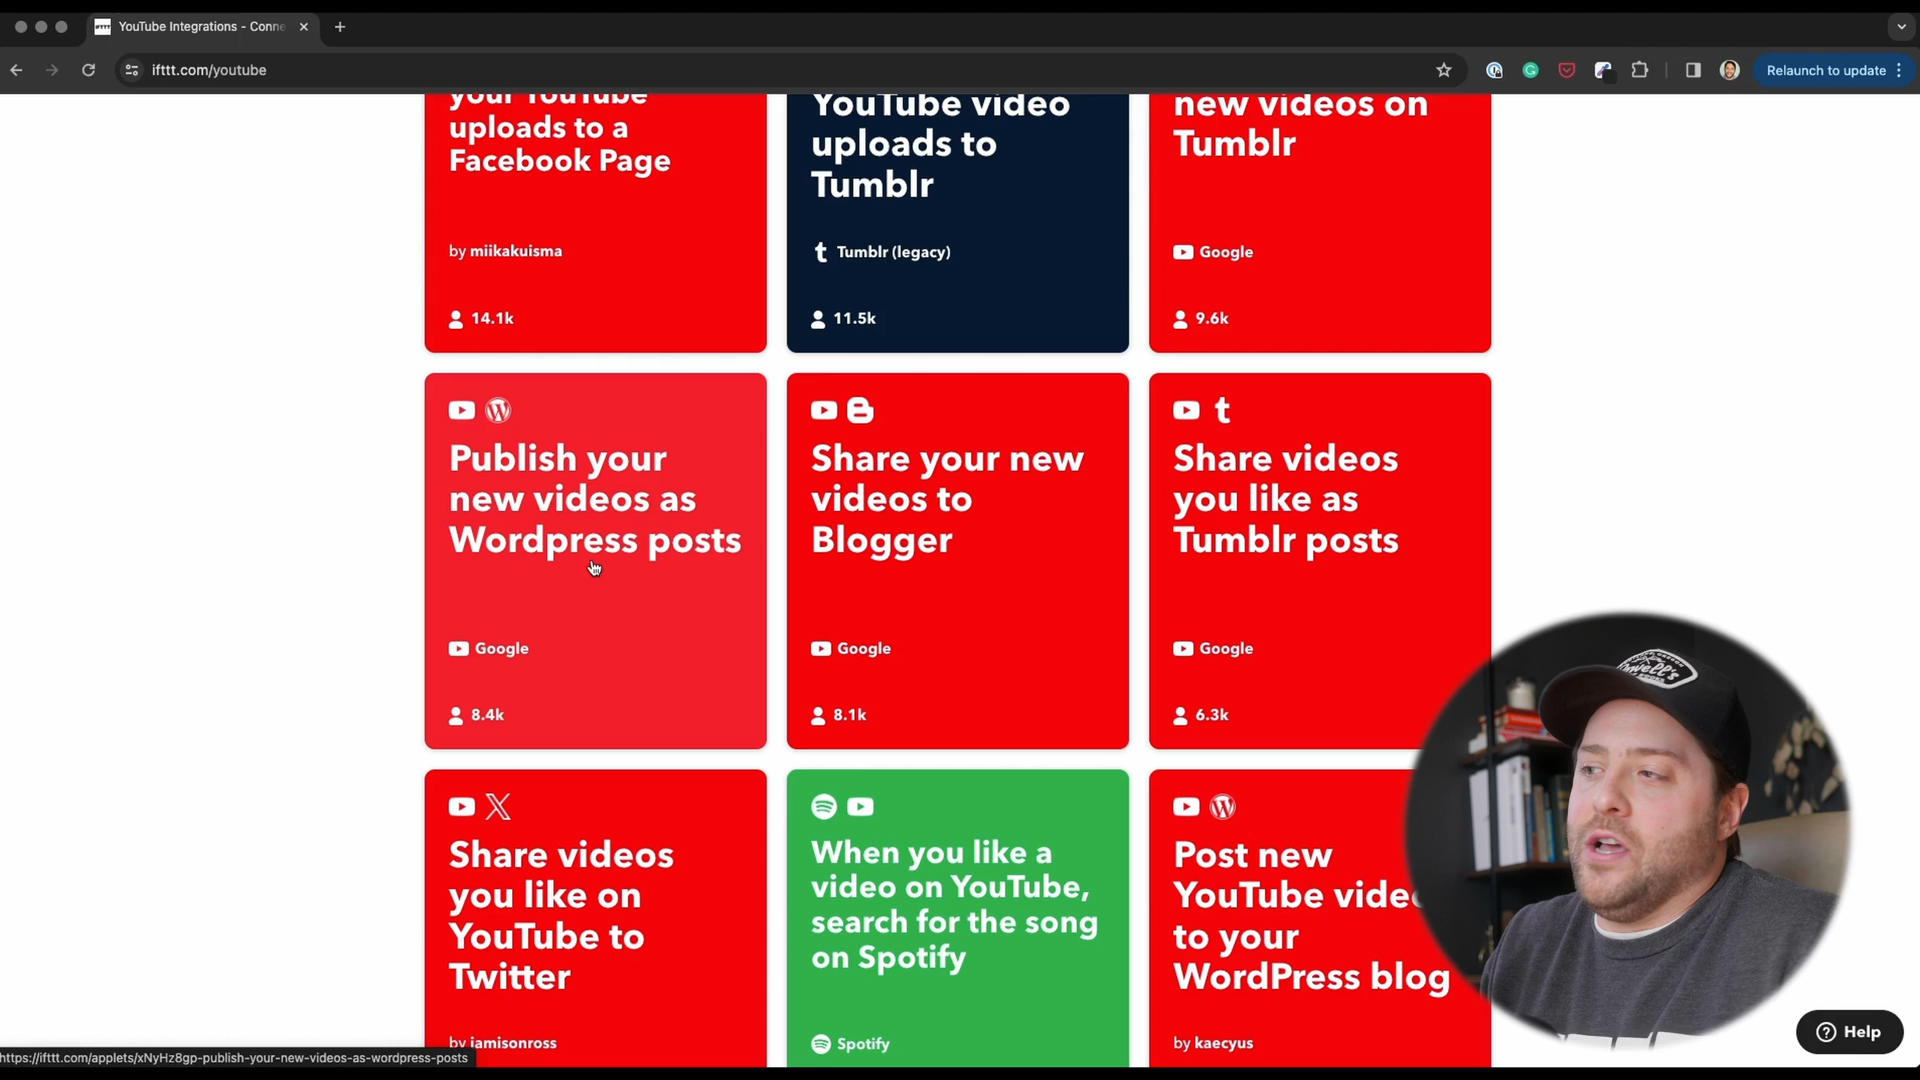 YouTube Integrations - Conne
ifttt.com/youtube
Relaunch to update
your YouTube
uploads to a
Facebook Page
by miikakuisma
14.1k
YouTube video
uploads to
Tumblr
Tumblr (legacy)
11.5k
new videos on
Tumblr
Google
9.6k
Publish your
new videos as
Wordpress posts
Google
8.4k
Share your new
videos to
Blogger
Google
8.1k
Share videos
you like as
Tumblr posts
Google
6.3k
Share videos
you like on
YouTube to
Twitter
by iamisonross
When you like a
video on YouTube,
search for the song
on Spotify
Spotify
Post new
YouTube vide
to your
WordPress blog
by kaecyus
Help
https://ifttt.com/applets/xNyHz8gp-publish-your-new-videos-as-wordpress-posts